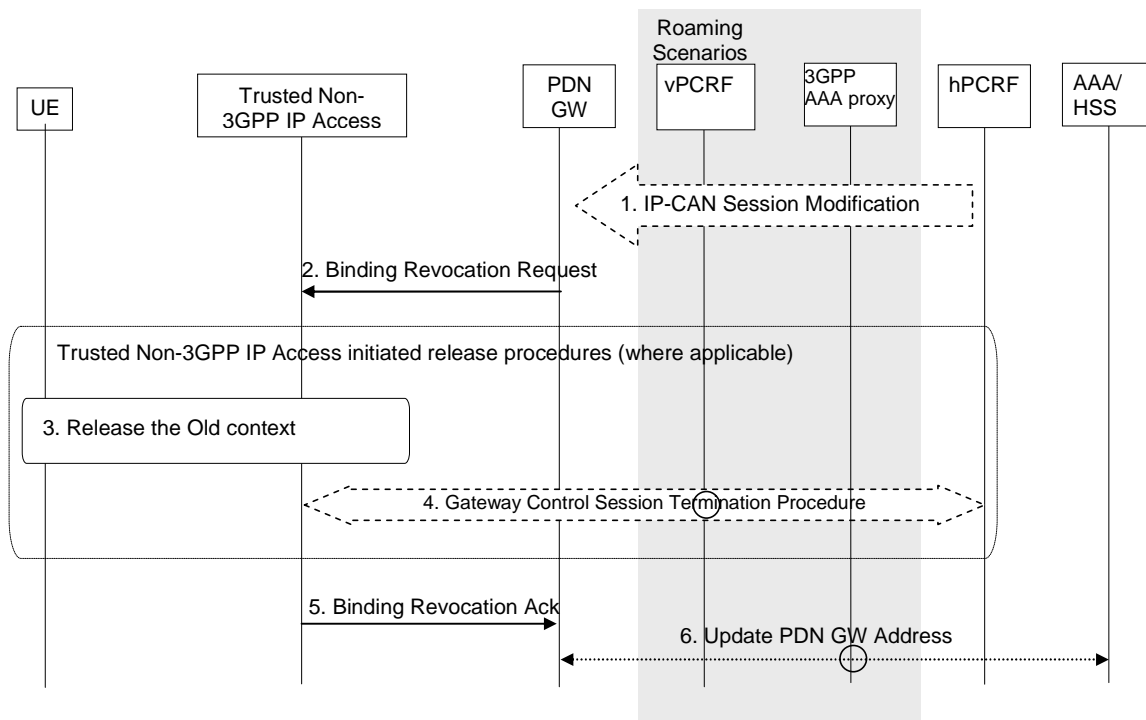 Roaming
Scenarios
UE
Trusted Non-
3GPP IP Access
PDN
GW
vPCRF
3GPP
AAA proxy
hPCRF
AAA/
HSS
1. IP-CAN Session Modification
2. Binding Revocation Request
Trusted Non-3GPP IP Access initiated release procedures (where applicable)
3. Release the Old context
4. Gateway Control Session Termination Procedure
5. Binding Revocation Ack
6. Update PDN GW Address